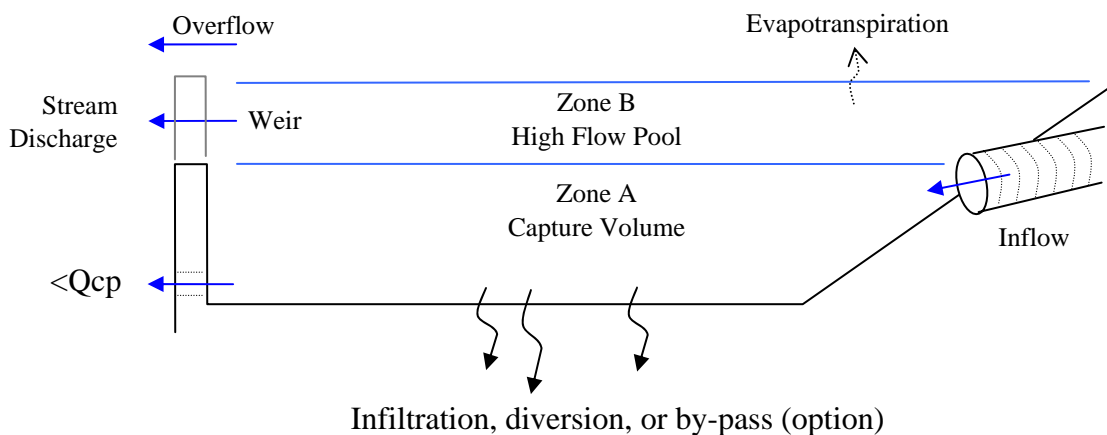 Overflow
Evapotranspiration
Stream
Discharge
Weir
Zone B
High Flow Pool
Zone A
Capture Volume
Inflow
<Qcp
Infiltration, diversion, or by-pass (option)